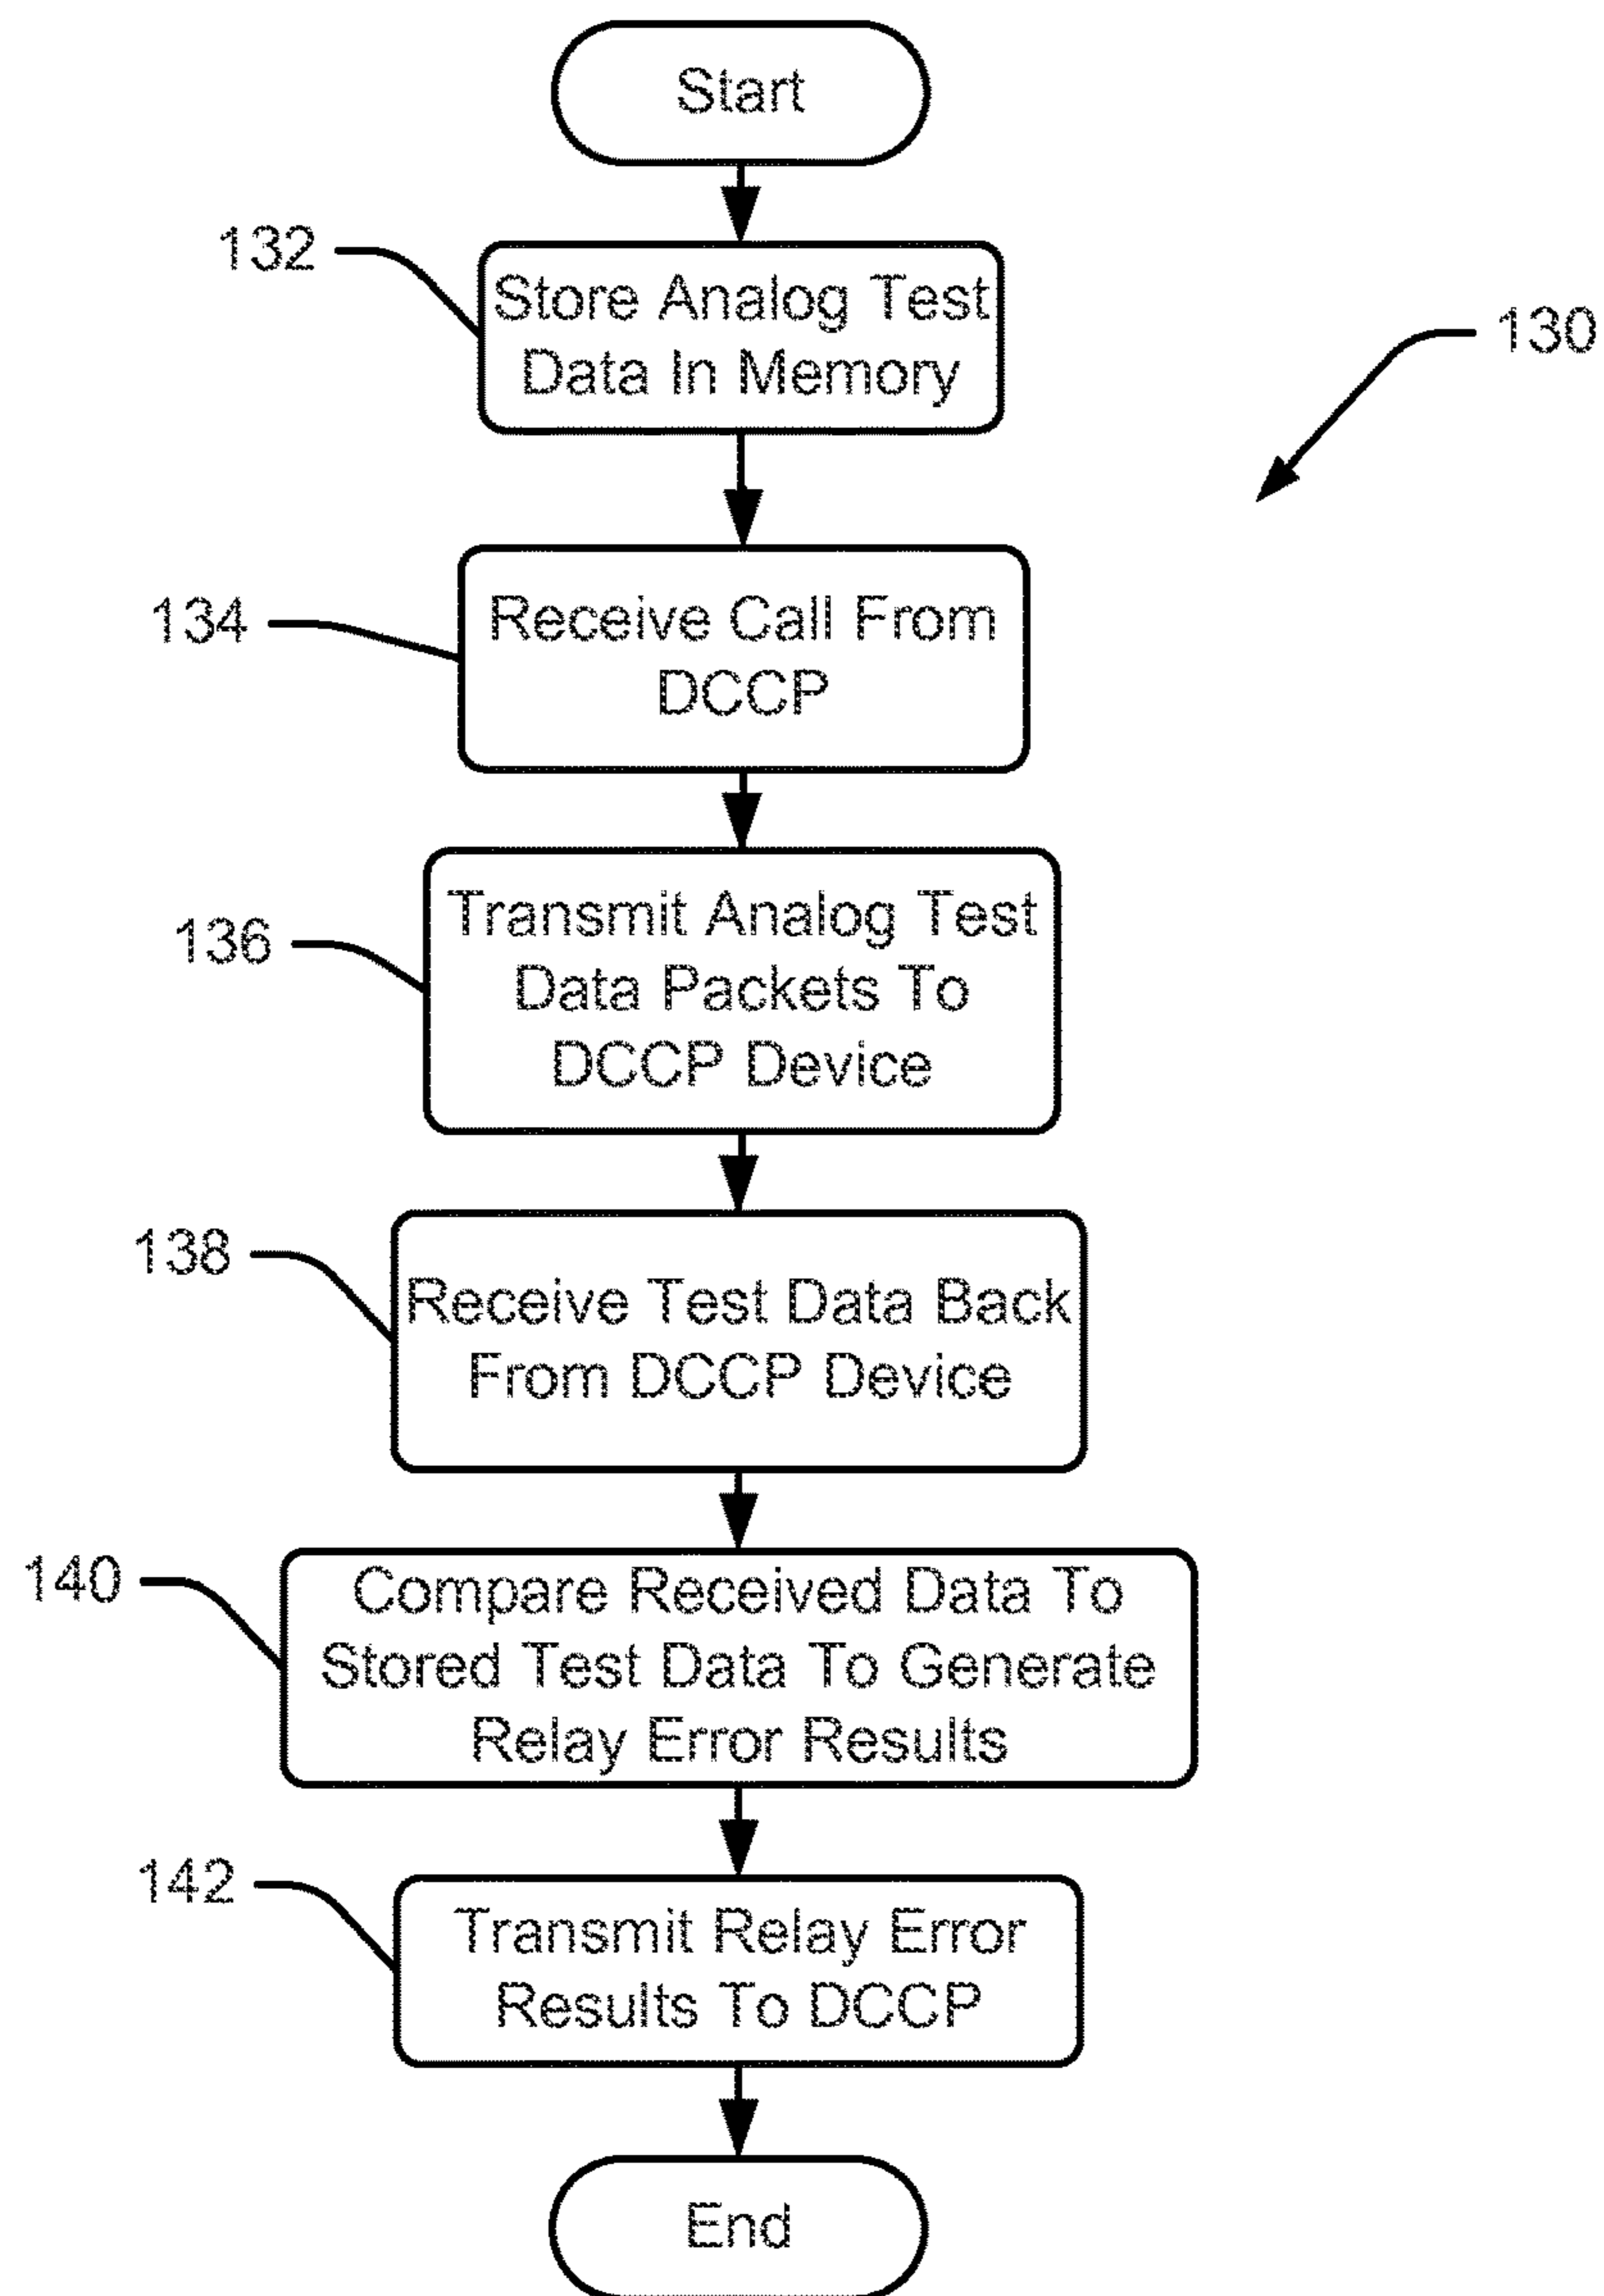 Start
132
Store Analog Test
Data In Memory
130
134
Receive Call From
DCCP
136
Transmit Analog Test
Data Packets To
DCCP Device
138
Receive Test Data Back
From DCCP Device
140
Compare Received Data To
Stored Test Data To Generate
Relay Error Results
142
Transmit Relay Error
Results To DCCP
End